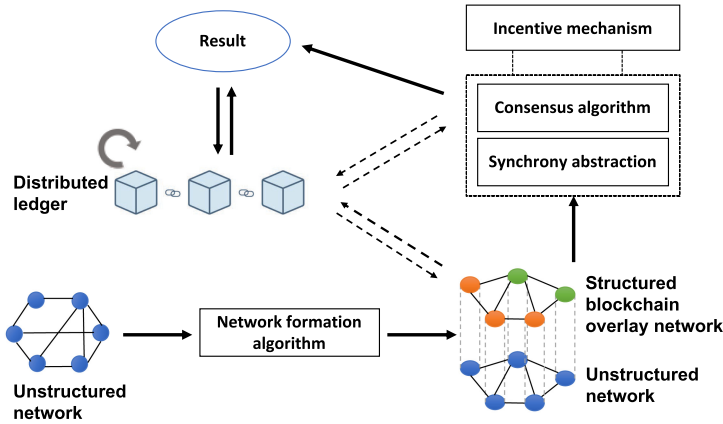 Result
Incentive mechanism
Consensus algorithm
Synchrony abstraction
Distributed
ledger
Network formation
algorithm
Structured
blockchain
overlay network
Unstructured
network
Unstructured
network